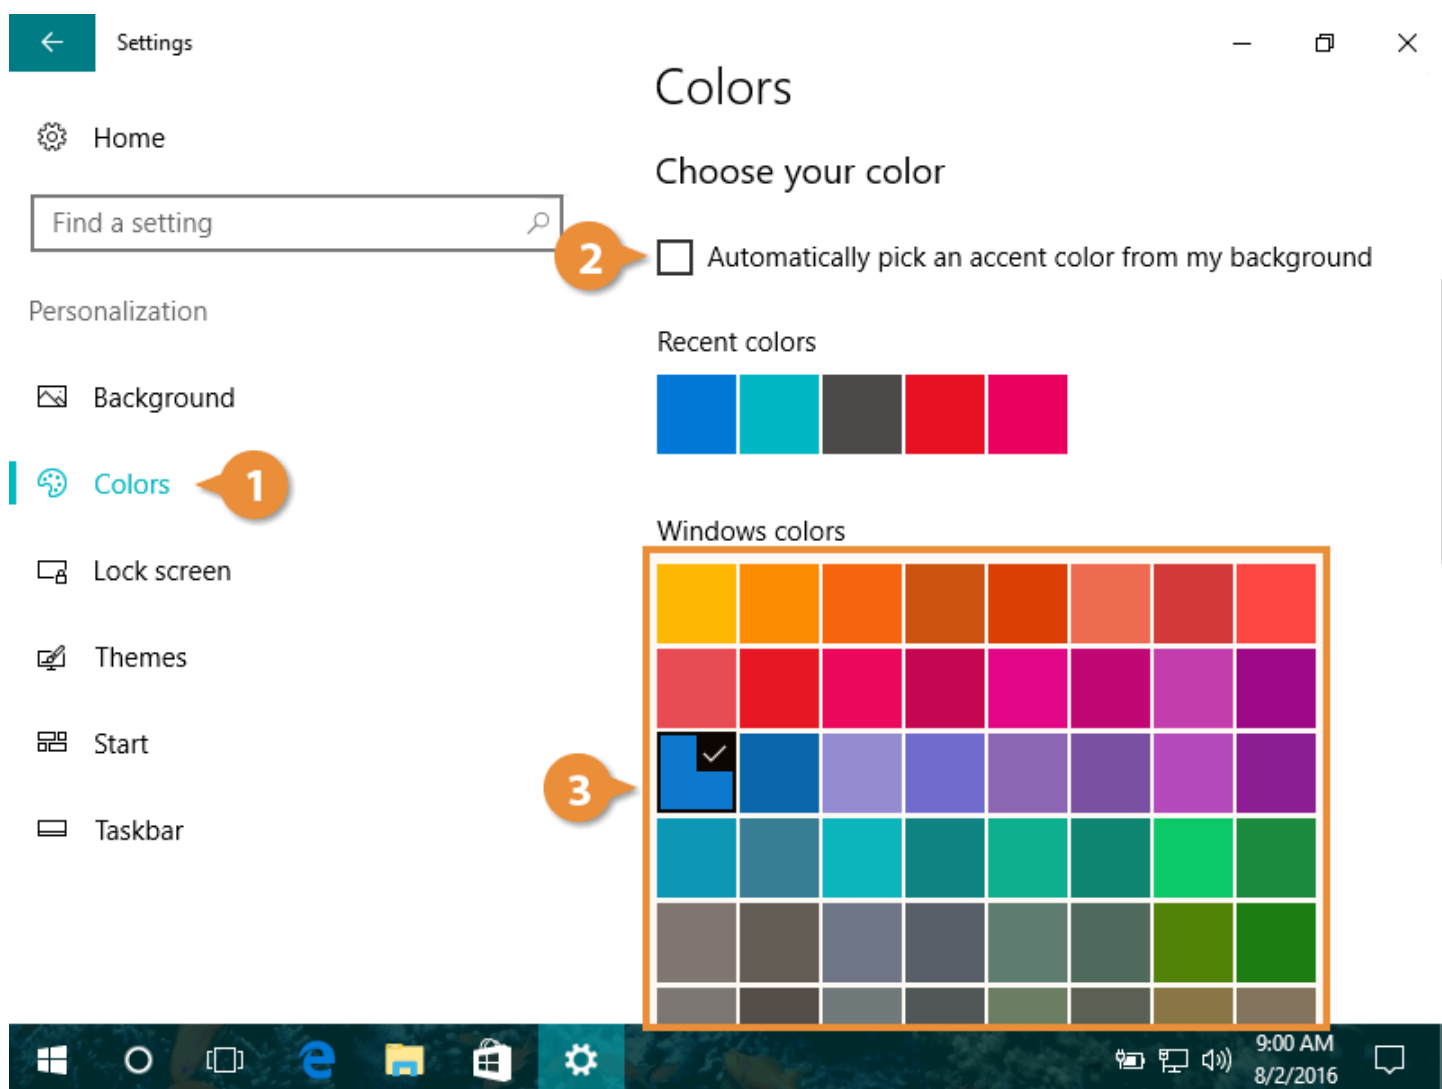 Settings
Home
Find a setting
Personalization
Background
Colors
1
Lock screen
Themes
Start
Taskbar
Colors
Choose your color
2
Automatically pick an accent color from my background
Recent colors
Windows colors
3
9:00 AM
8/2/2016